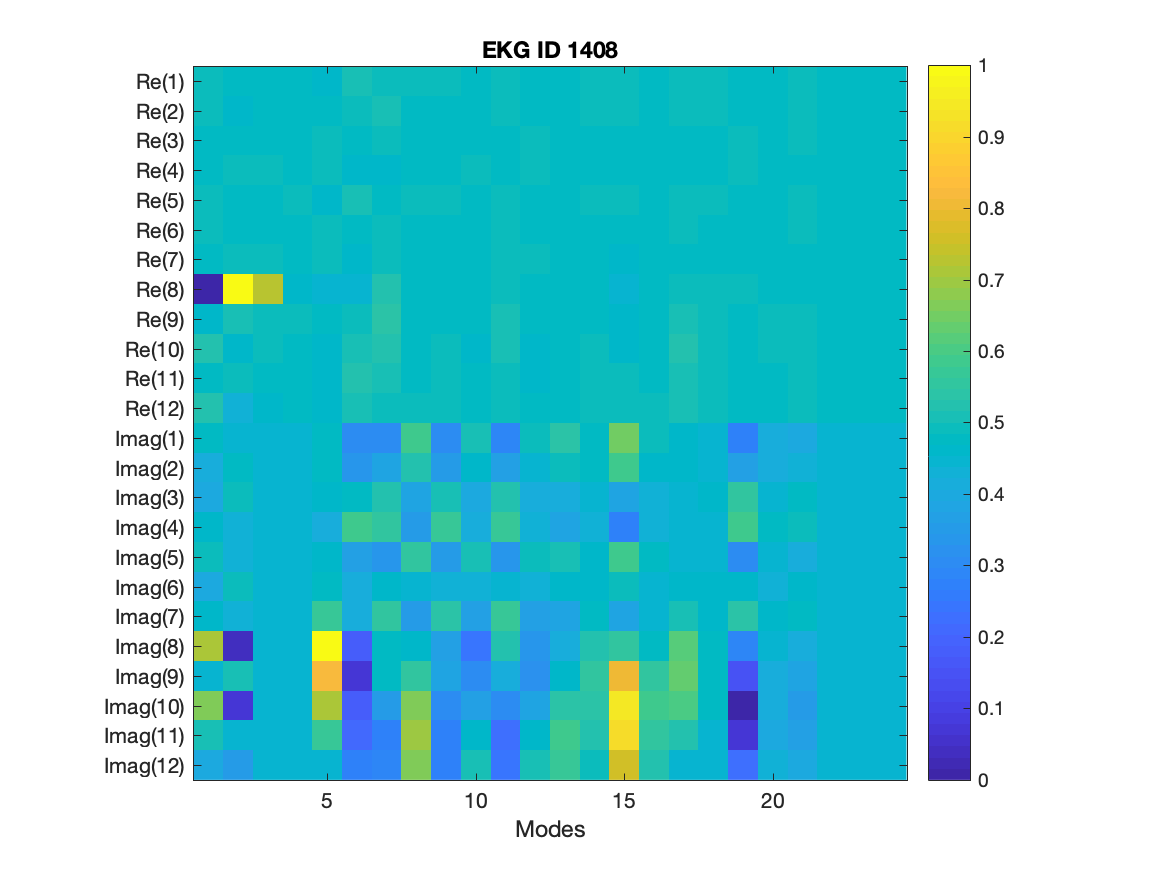 EKG ID 1408
Re(1)
Re(2)
Re(3)
Re(4)
Re(5)
Re(6)
Re(7)
Re(8)
Re(9)
Re(10)
Re(11)
Re(12)
Imag(1)
Imag(2)
Imag(3)
Imag(4)
Imag(5)
Imag(6)
Imag(7)
Imag(8)
Imag(9)
Imag(10)
Imag(11)
Imag(12)
5 10 15 20
Modes
1
0.9
0.8
0.7
0.6
0.5
0.4
0.3
0.2
0.1
0